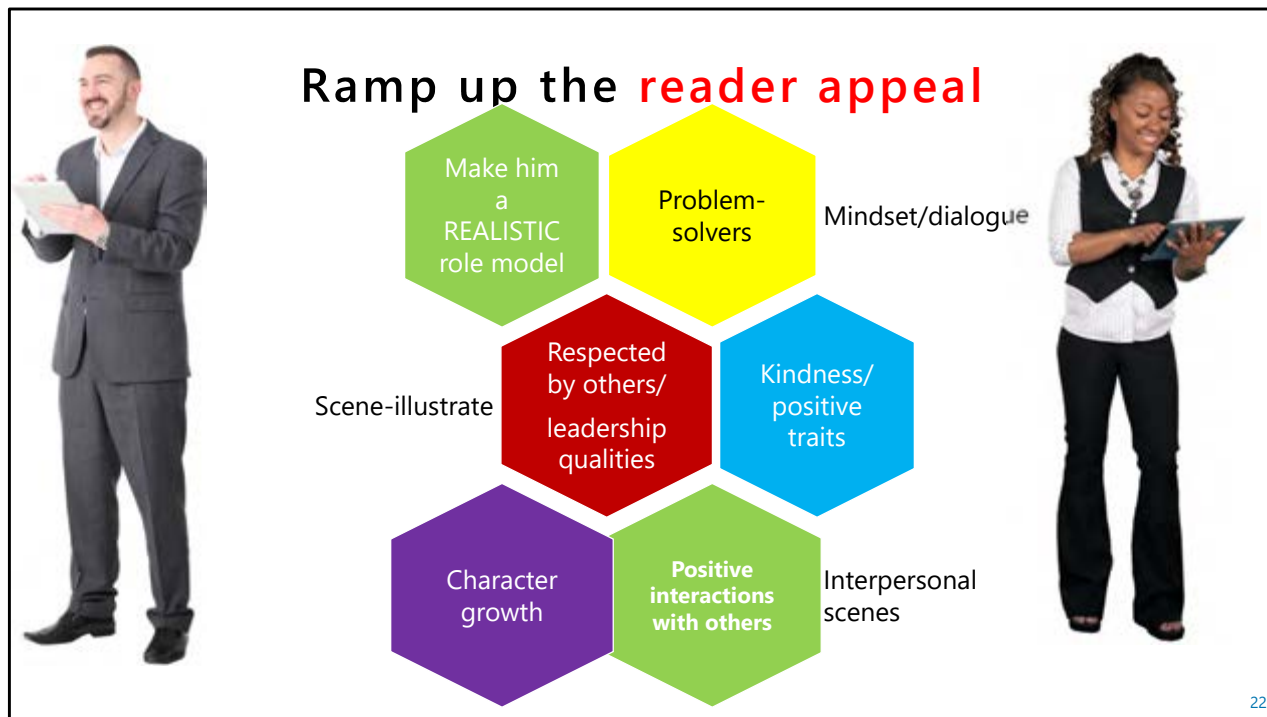 Ramp up the reader appeal
Make him
a
REALISTIC
role model
Problem-
solvers
Mindset/dialogue
Scene-illustrate
Respected
by others/
leadership
qualities
Kindness/
positive
traits
Character
growth
Positive
interactions
with others
Interpersonal
scenes
22